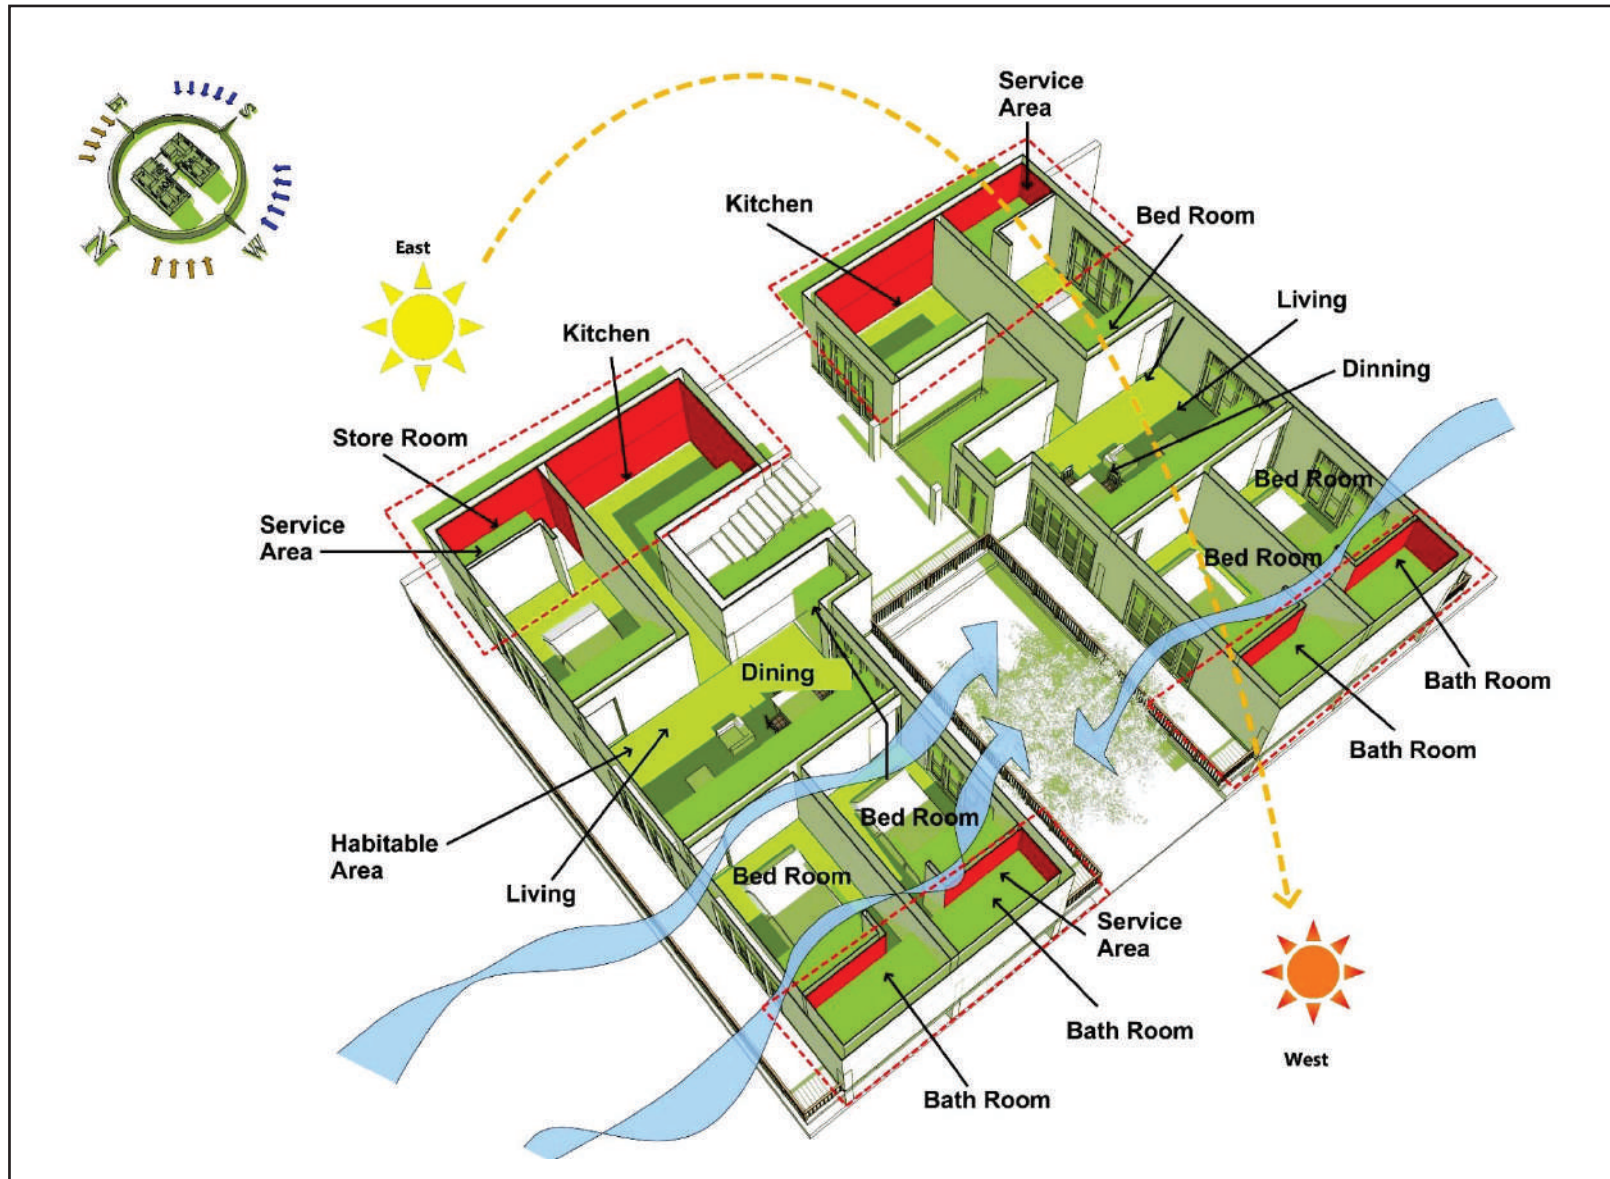 E
S
N
W
East
Service
Area
Kitchen
Bed Room
Living
Dinning
Kitchen
Store Room
Service
Area
Bed Room
Bed Room
Bath Room
Bath Room
Dining
Habitable
Area
Living
Bed Room
Bed Room
Service
Area
Bath Room
Bath Room
West